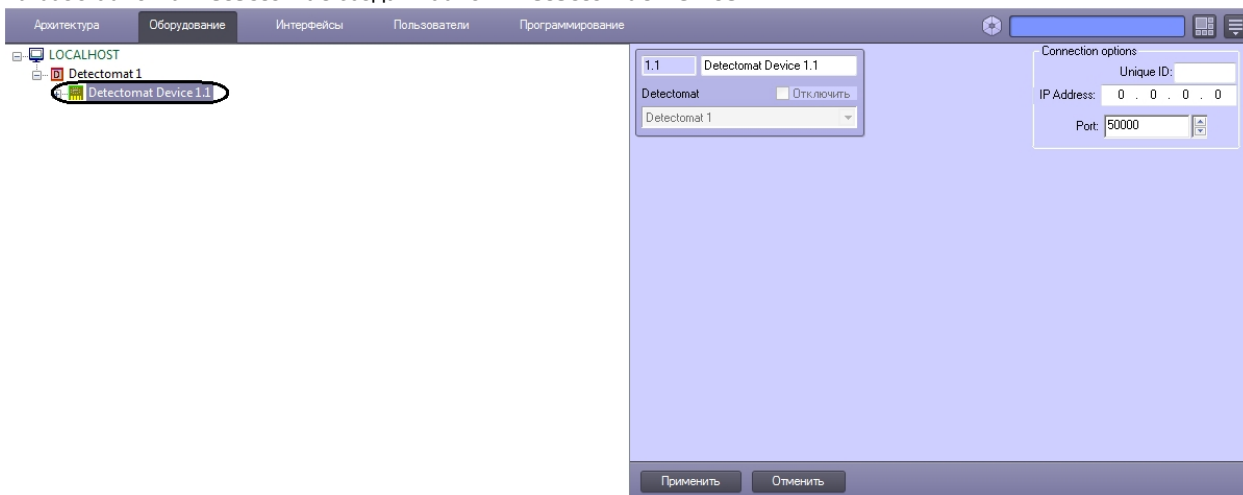 Архитектура Оборудование Интерфейсы Пользователи Программирование
LOCALHOST
Detectomat 1
Detectomat Device 1.1
1.1 Detectomat Device 1.1
Detectomat Отключить
Detectomat 1
Connection options
Unique ID:
IP Address: 0 . 0 . 0 . 0
Port: 50000
Применить Отменить